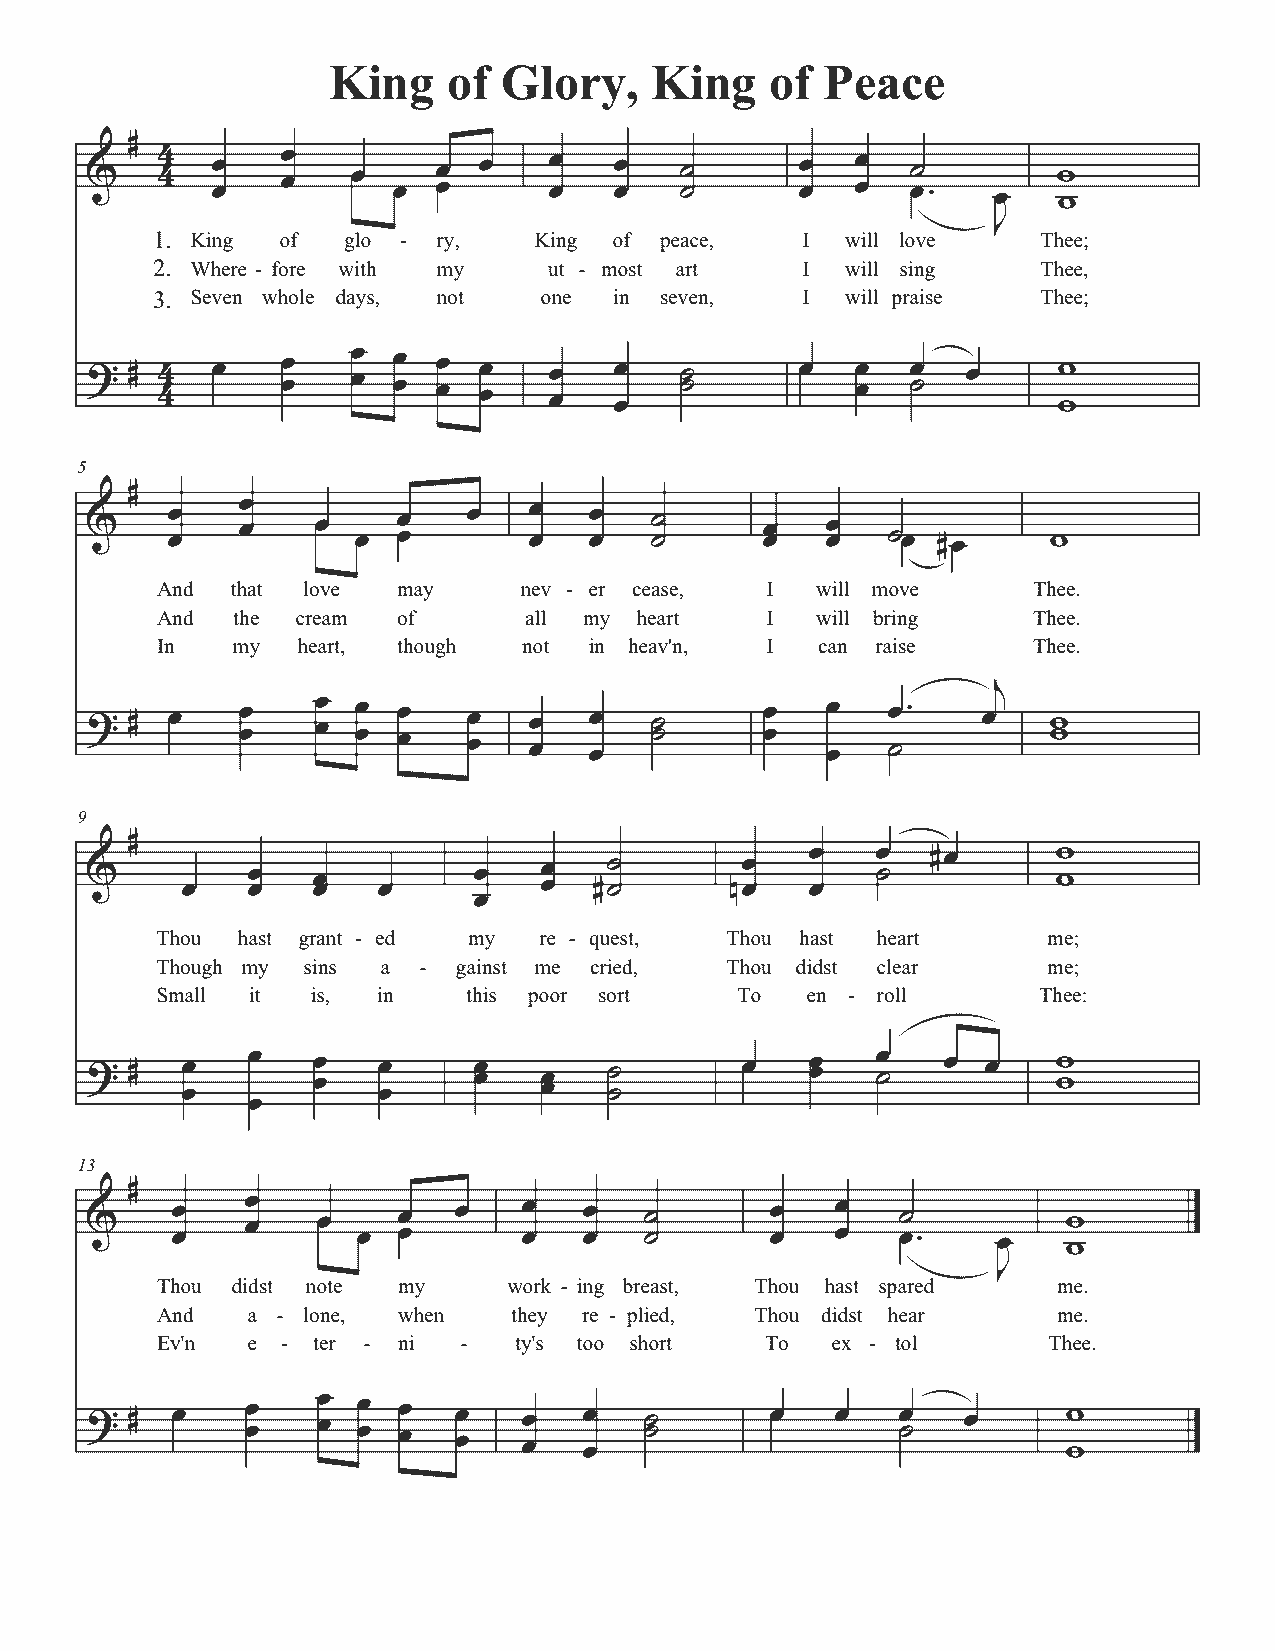 King of Glory, King of Peace
1. King of glo - ry, King of peace, I will love Thee;
2. Where - fore with my ut - most art I will sing Thee,
3. Seven whole days, not one in seven, I will praise Thee;
5
And that love may nev - er cease, I will move Thee.
And the cream of all my heart I will bring Thee.
In my heart, though not in heav'n, I can raise Thee.
9
Thou hast grant - ed my re - quest, Thou hast heart me;
Though my sins a - gainst me cried, Thou didst clear me;
Small it is, in this poor sort To en - roll Thee:
13
Thou didst note my work - ing breast, Thou hast spared me.
And a - lone, when they re - plied, Thou didst hear me.
Ev'n e - ter - ni - ty's too short To ex - tol Thee.